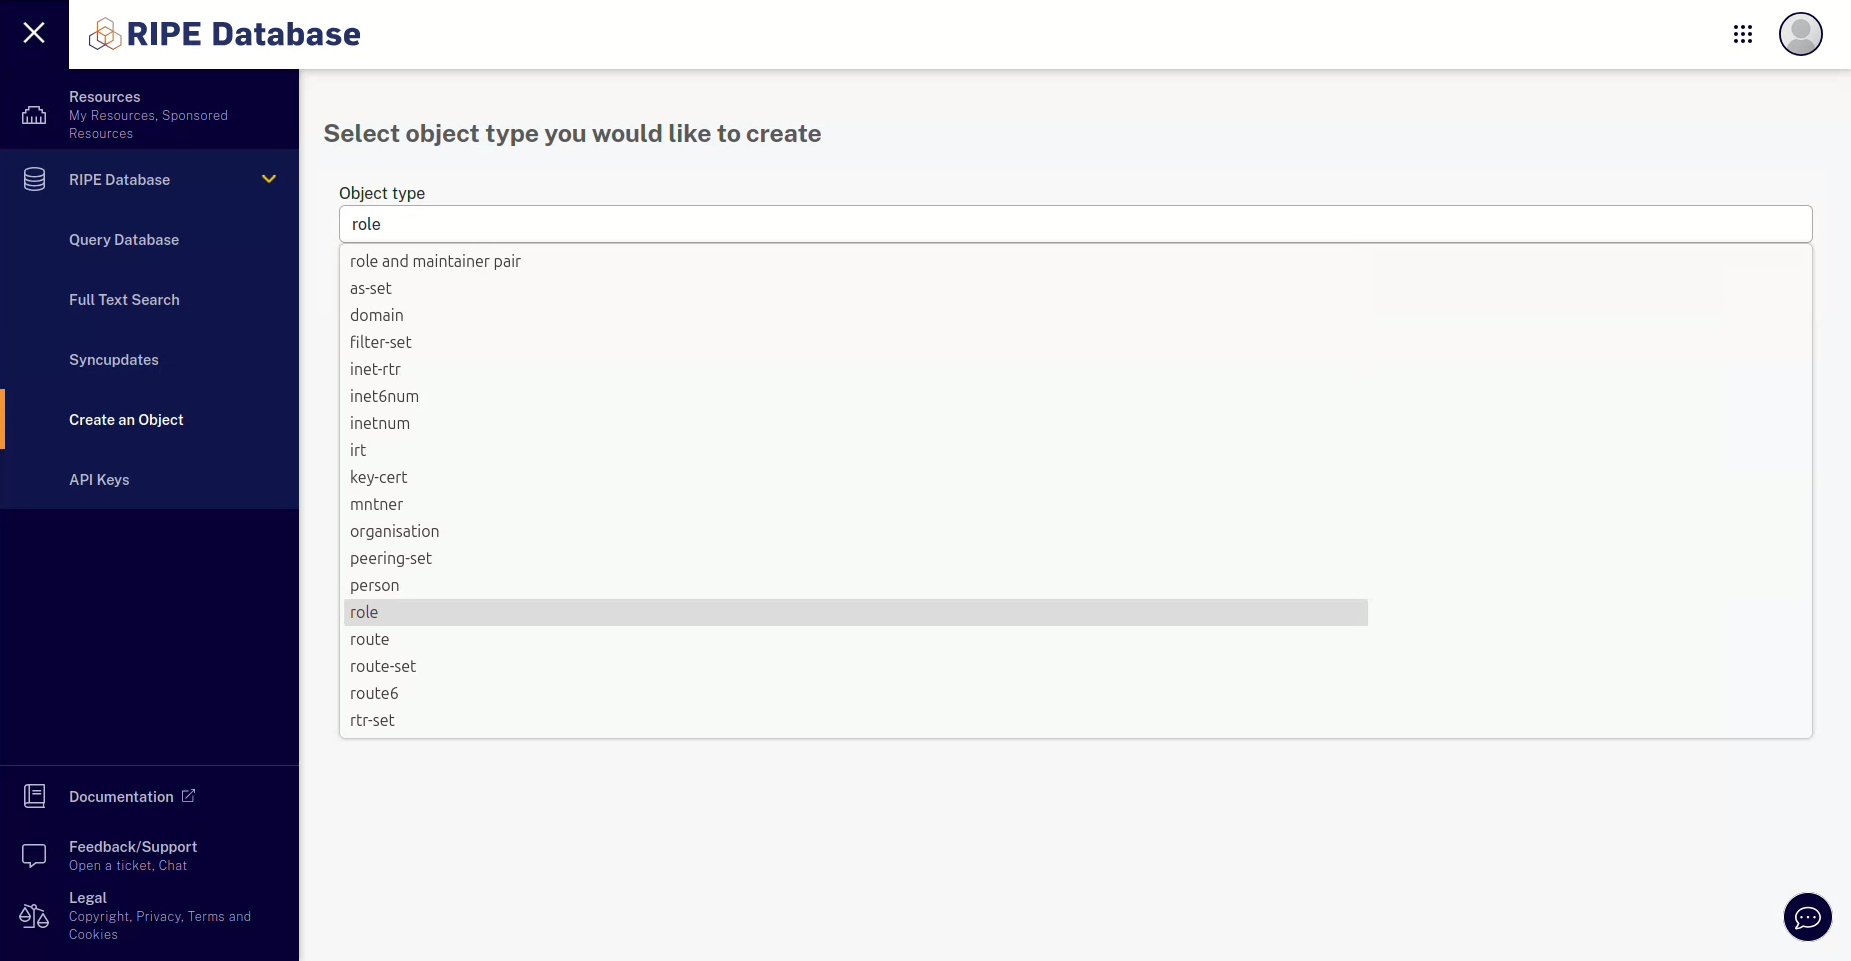 RIPE Database
Resources
My Resources, Sponsored
Resources
RIPE Database
Query Database
Full Text Search
Syncupdates
Create an Object
API Keys
Documentation
Feedback/Support
Open a ticket, Chat
Legal
Copyright, Privacy, Terms and
Cookies
Select object type you would like to create
Object type
role
role and maintainer pair
as-set
domain
filter-set
inet-rtr
inet6num
inetnum
irt
key-cert
mntner
organisation
peering-set
person
role
route
route-set
route6
rtr-set